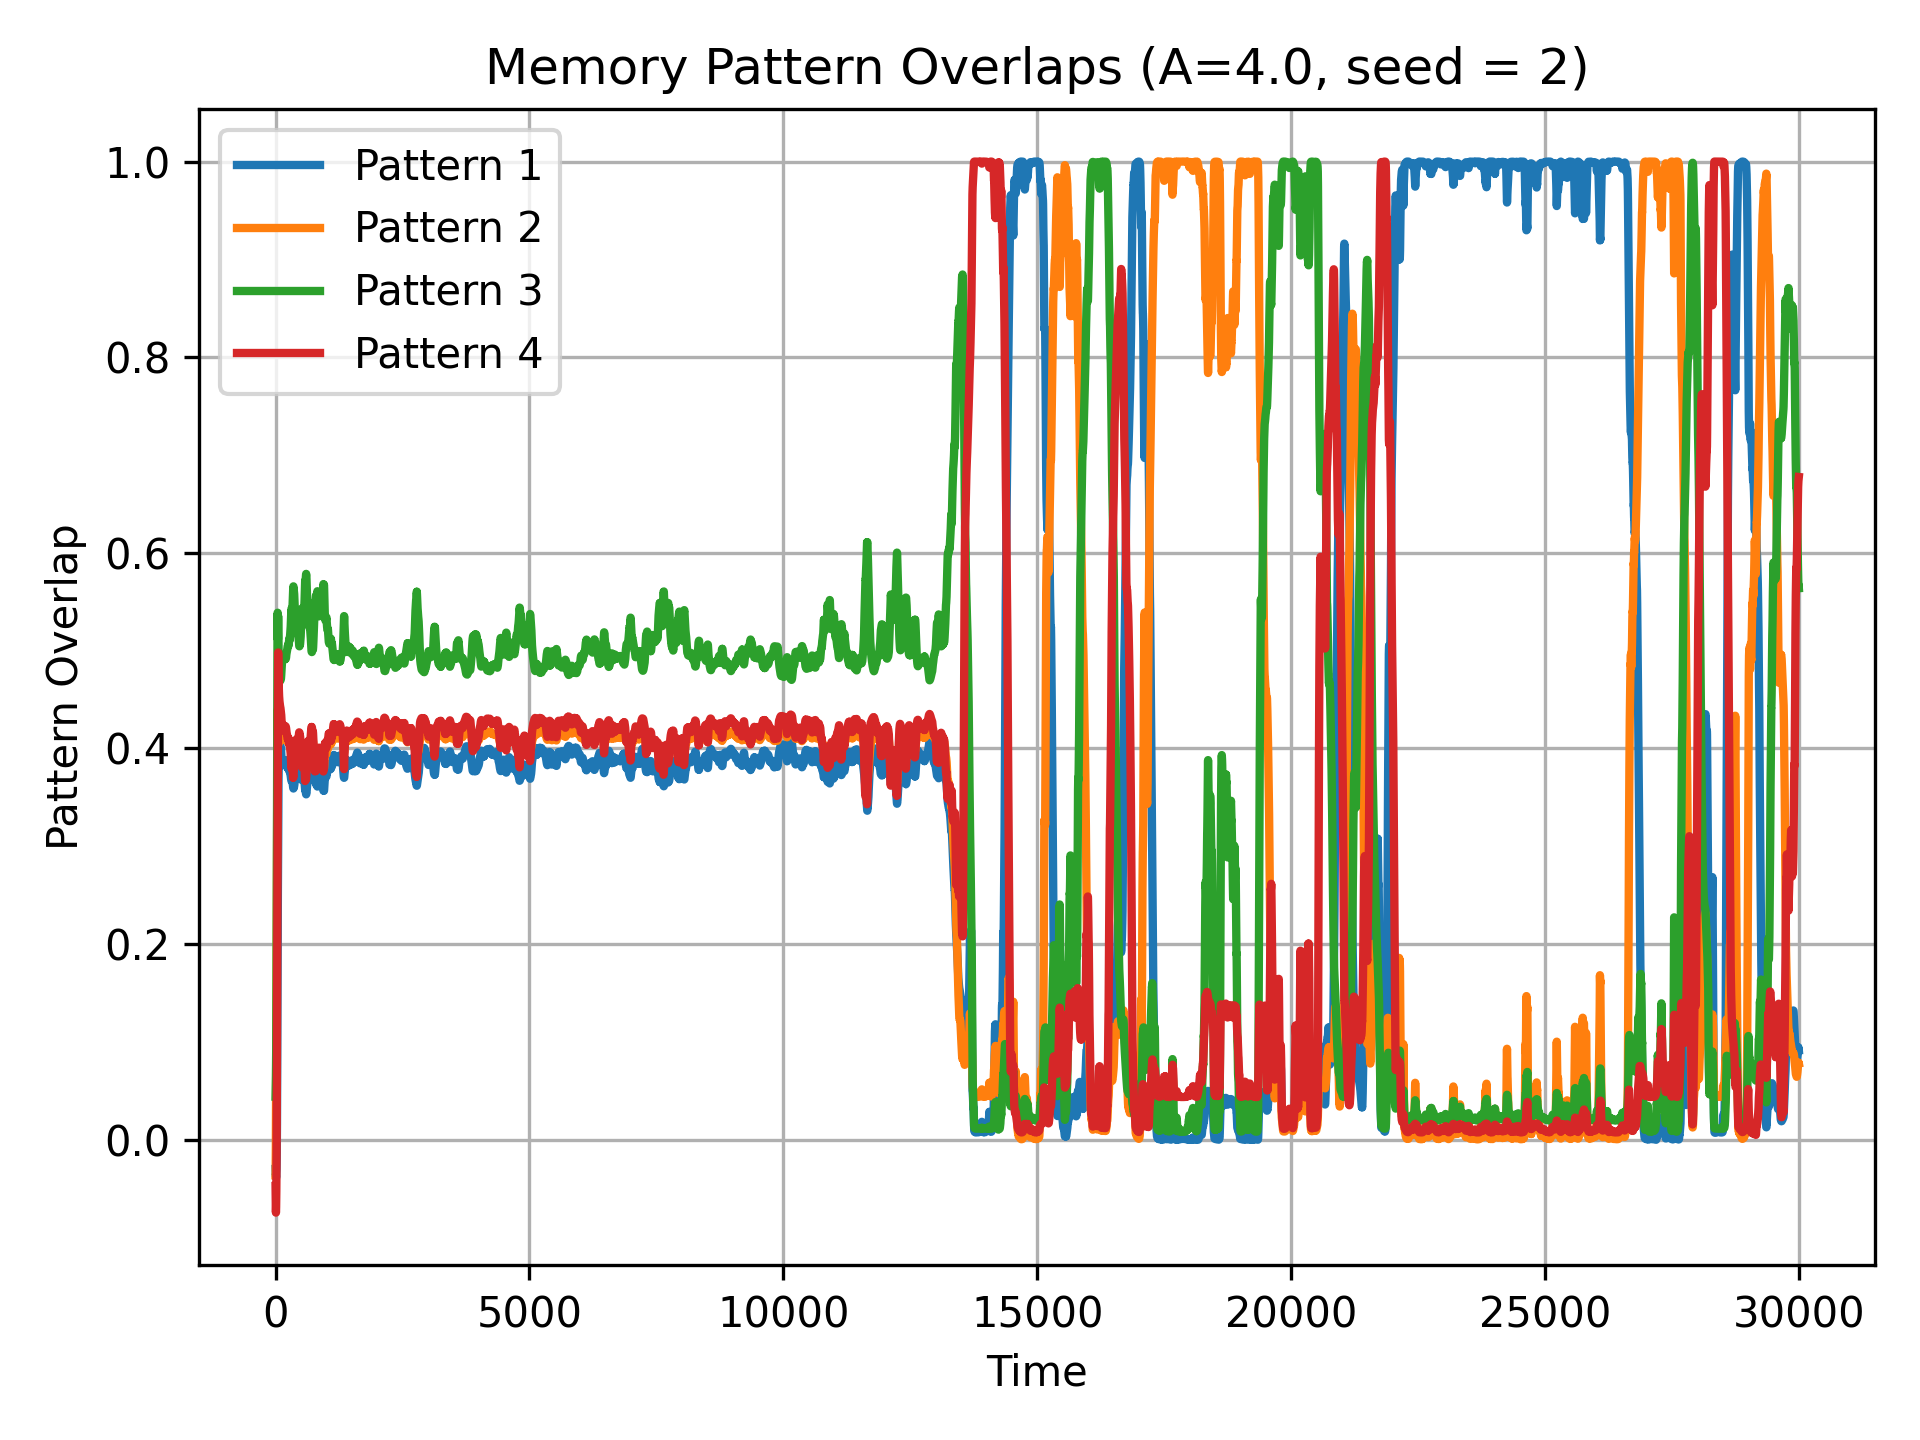 Memory Pattern Overlaps (A=4.0, seed = 2)
Pattern 1
Pattern 2
Pattern 3
Pattern 4
Pattern Overlap
1.0
0.8
0.6
0.4
0.2
0.0
0 5000 10000 15000 20000 25000 30000
Time